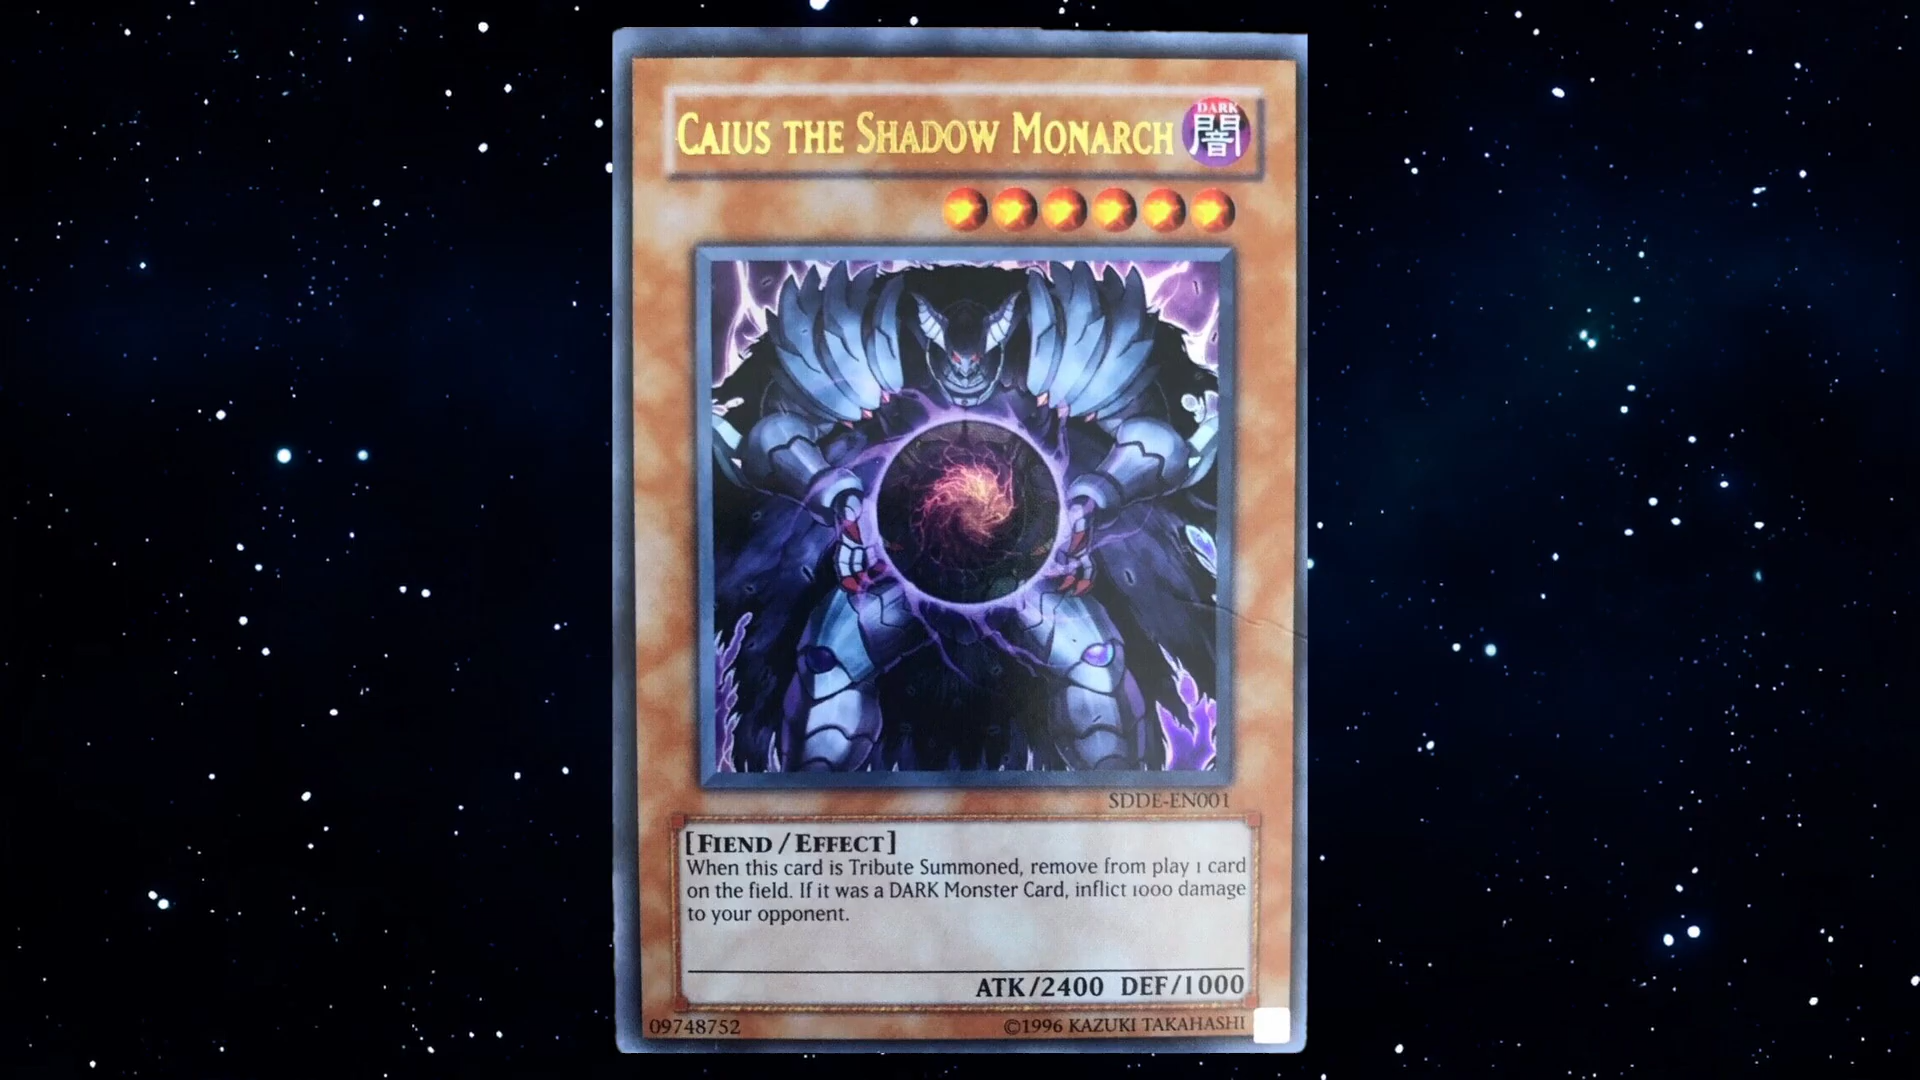 Caius the Shadow Monarch
DARK
闇
SDDE-EN001
[Fiend / Effect]
When this card is Tribute Summoned, remove from play 1 card
on the field. If it was a DARK Monster Card, inflict 1000 damage
to your opponent.
ATK/2400 DEF/1000
09748752
©1996 KAZUKI TAKAHASHI